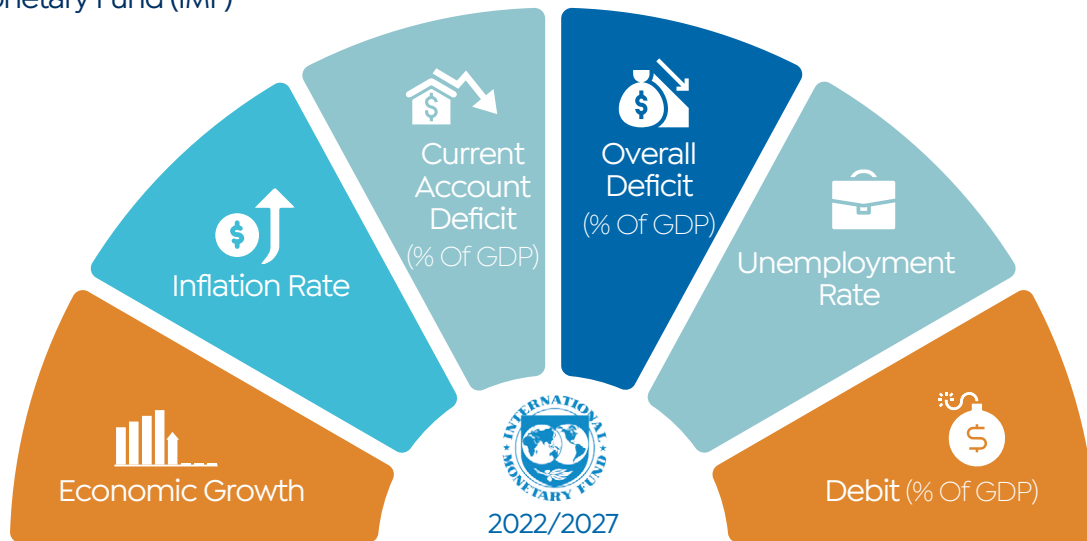 onetary Fund (IMF)
Current
Account
Deficit
(% Of GDP)
Overall
Deficit
(% Of GDP)
Inflation Rate
Unemployment
Rate
Economic Growth
Debit (% Of GDP)
INTERNATIONAL
MONETARY FUND
2022/2027